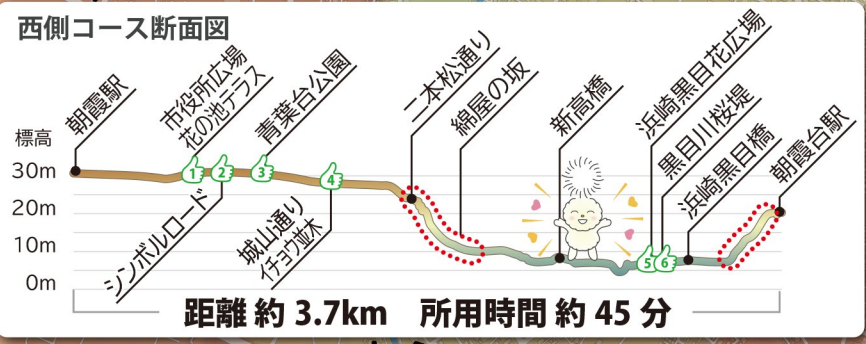 西側コース断面図
標高
30m
20m
10m
0m
朝霞駅
市役所広場
花の池テラス
シンボルロード
青葉台公園
城山通り
イチョウ並木
二本松通り
綿屋の坂
新高橋
浜崎黒目花広場
黒目川桜堤
浜崎黒目橋
朝霞台駅
1
2
3
4
5
6
距離 約 3.7km 所用時間 約 45 分